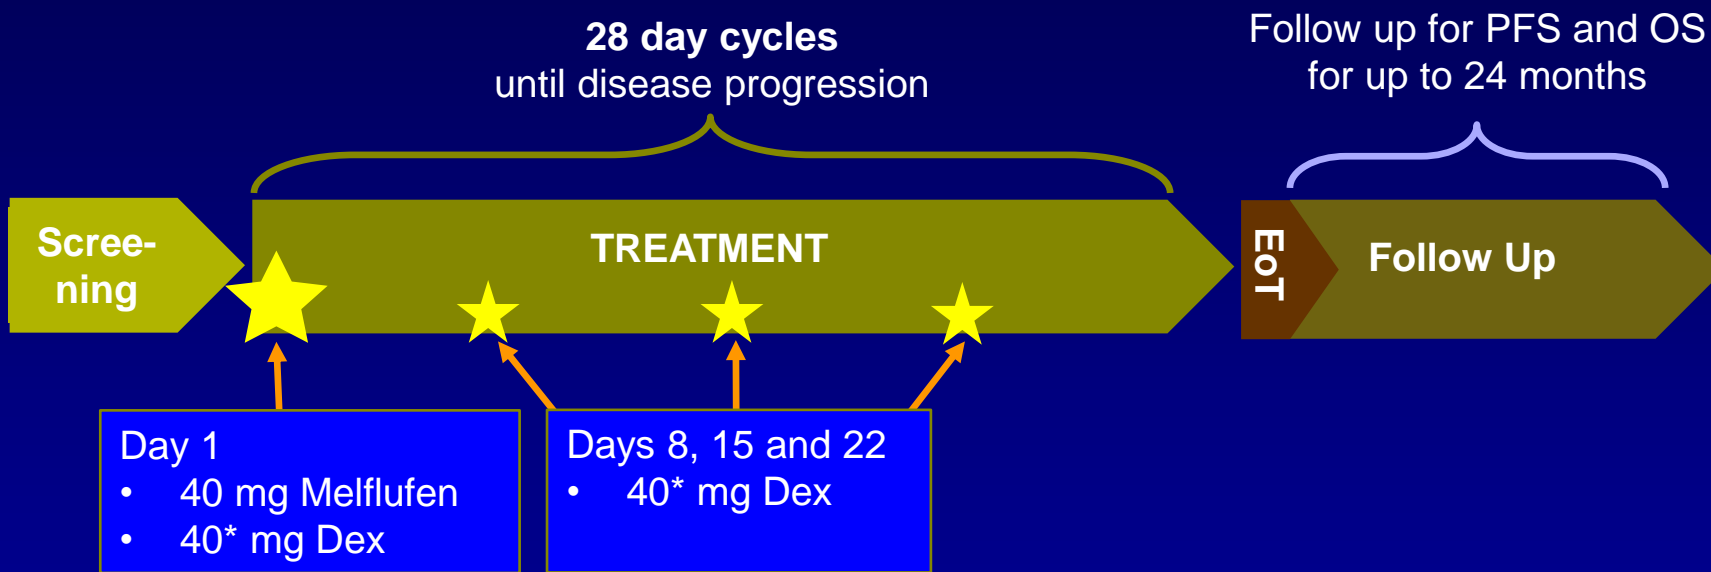 28 day cycles
until disease progression
Follow up for PFS and OS
for up to 24 months
Scree-
ning
TREATMENT
EoT
Follow Up
Day 1
• 40 mg Melflufen
• 40* mg Dex
Days 8, 15 and 22
• 40* mg Dex